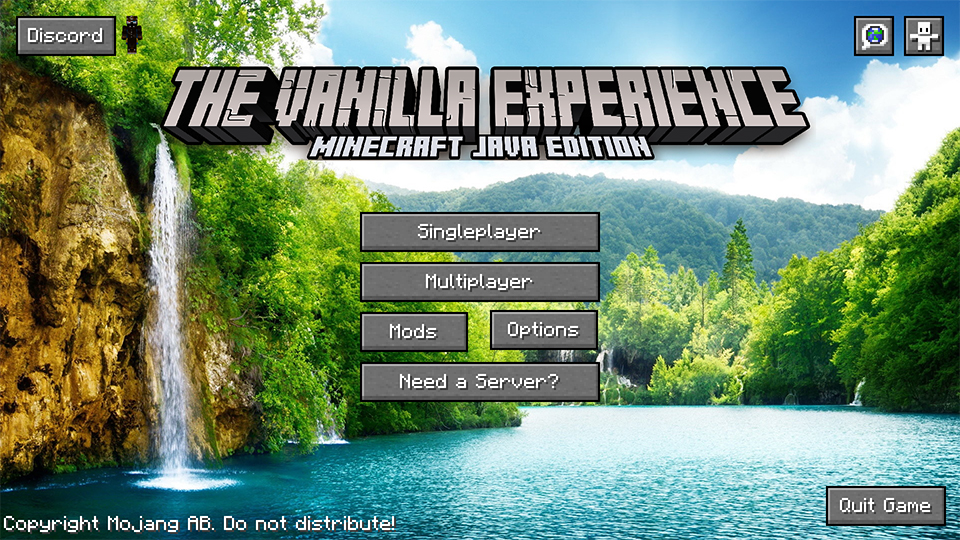 Discord
THE VANILLA EXPERIENCE
MINECRAFT JAVA EDITION
Singleplayer
Multiplayer
Mods
Options
Need a Server?
Quit Game
Copyright Mojang AB. Do not distribute!